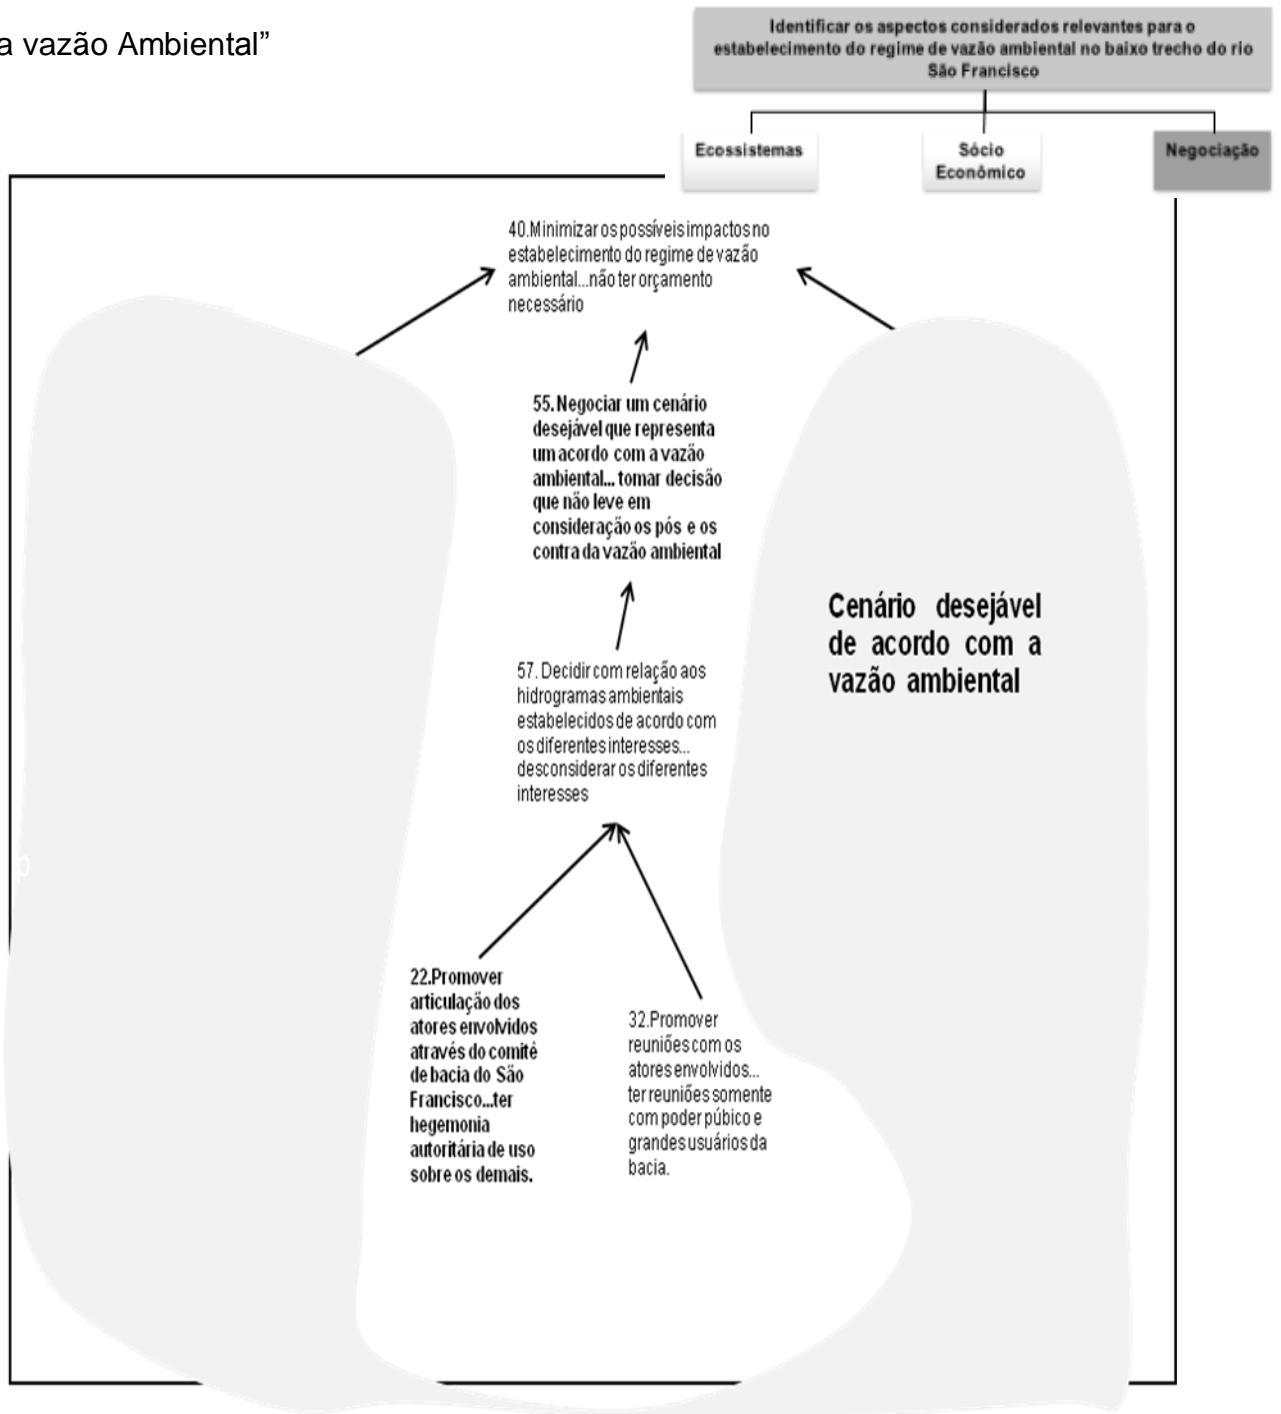 a vazão Ambiental”
Identificar os aspectos considerados relevantes para o
estabelecimento do regime de vazão ambiental no baixo trecho do rio
São Francisco
Ecossistemas
Sócio
Econômico
Negociação
40.Minimizar os possíveis impactos no
estabelecimento do regime de vazão
ambiental...não ter orçamento
necessário
55.Negociar um cenário
desejável que representa
um acordo com a vazão
ambiental... tomar decisão
que não leve em
consideração os pós e os
contra da vazão ambiental
Cenário desejável
de acordo com a
vazão ambiental
57. Decidir com relação aos
hidrogramas ambientais
estabelecidos de acordo com
os diferentes interesses...
desconsiderar os diferentes
interesses
p
22.Promover
articulação dos
atores envolvidos
através do comitê
de bacia do São
Francisco...ter
hegemonia
autoritária de uso
sobre os demais.
32.Promover
reuniões com os
atores envolvidos...
ter reuniões somente
com poder púbico e
grandes usuários da
bacia.